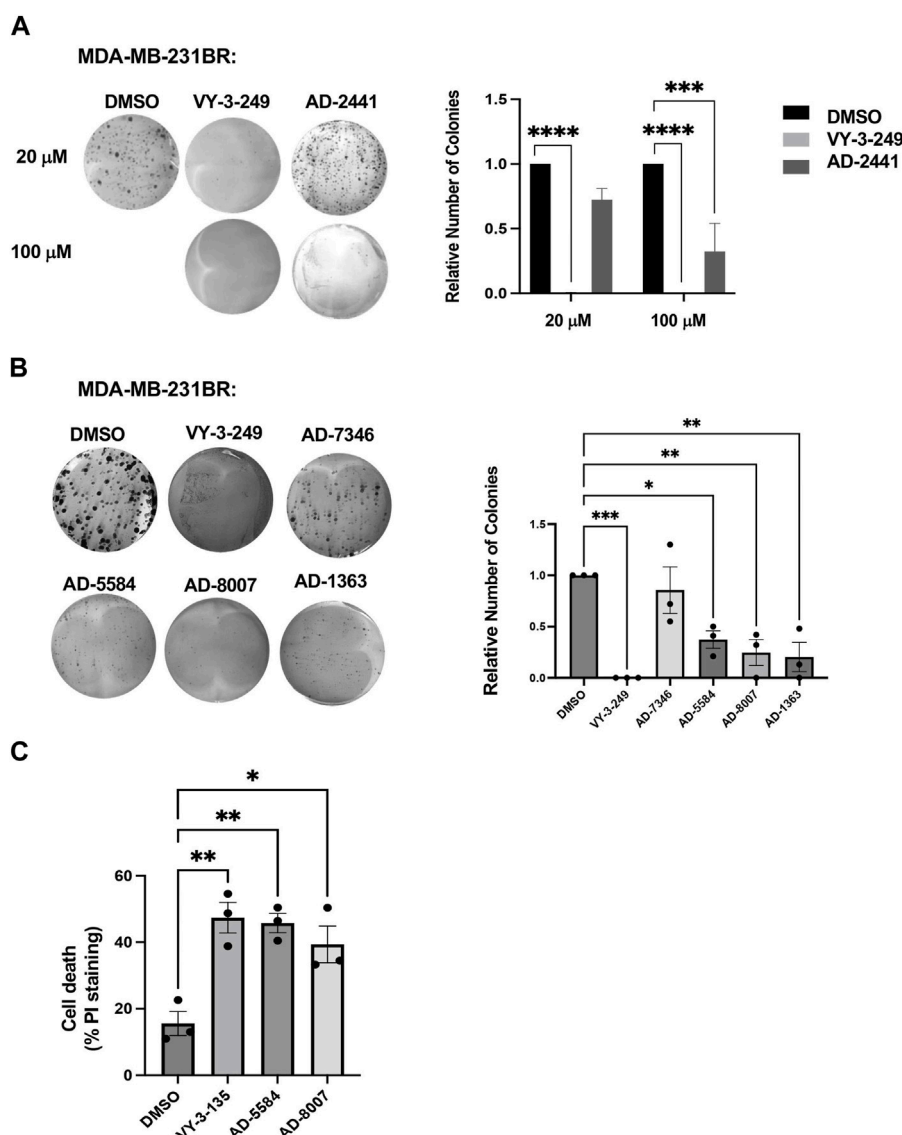 A
MDA-MB-231BR:
DMSO VY-3-249 AD-2441
20 μM
100 μM
Relative Number of Colonies
1.5
1.0
0.5
0.0
**** **** ***
20 μM 100 μM
DMSO
VY-3-249
AD-2441
B
MDA-MB-231BR:
DMSO VY-3-249 AD-7346
AD-5584 AD-8007 AD-1363
Relative Number of Colonies
1.5
1.0
0.5
0.0
**
**
*
***
DMSO VY-3-249 AD-7346 AD-5584 AD-8007 AD-1363
C
Cell death
(% PI staining)
60
40
20
0
*
**
**
DMSO VY-3-135 AD-5584 AD-8007